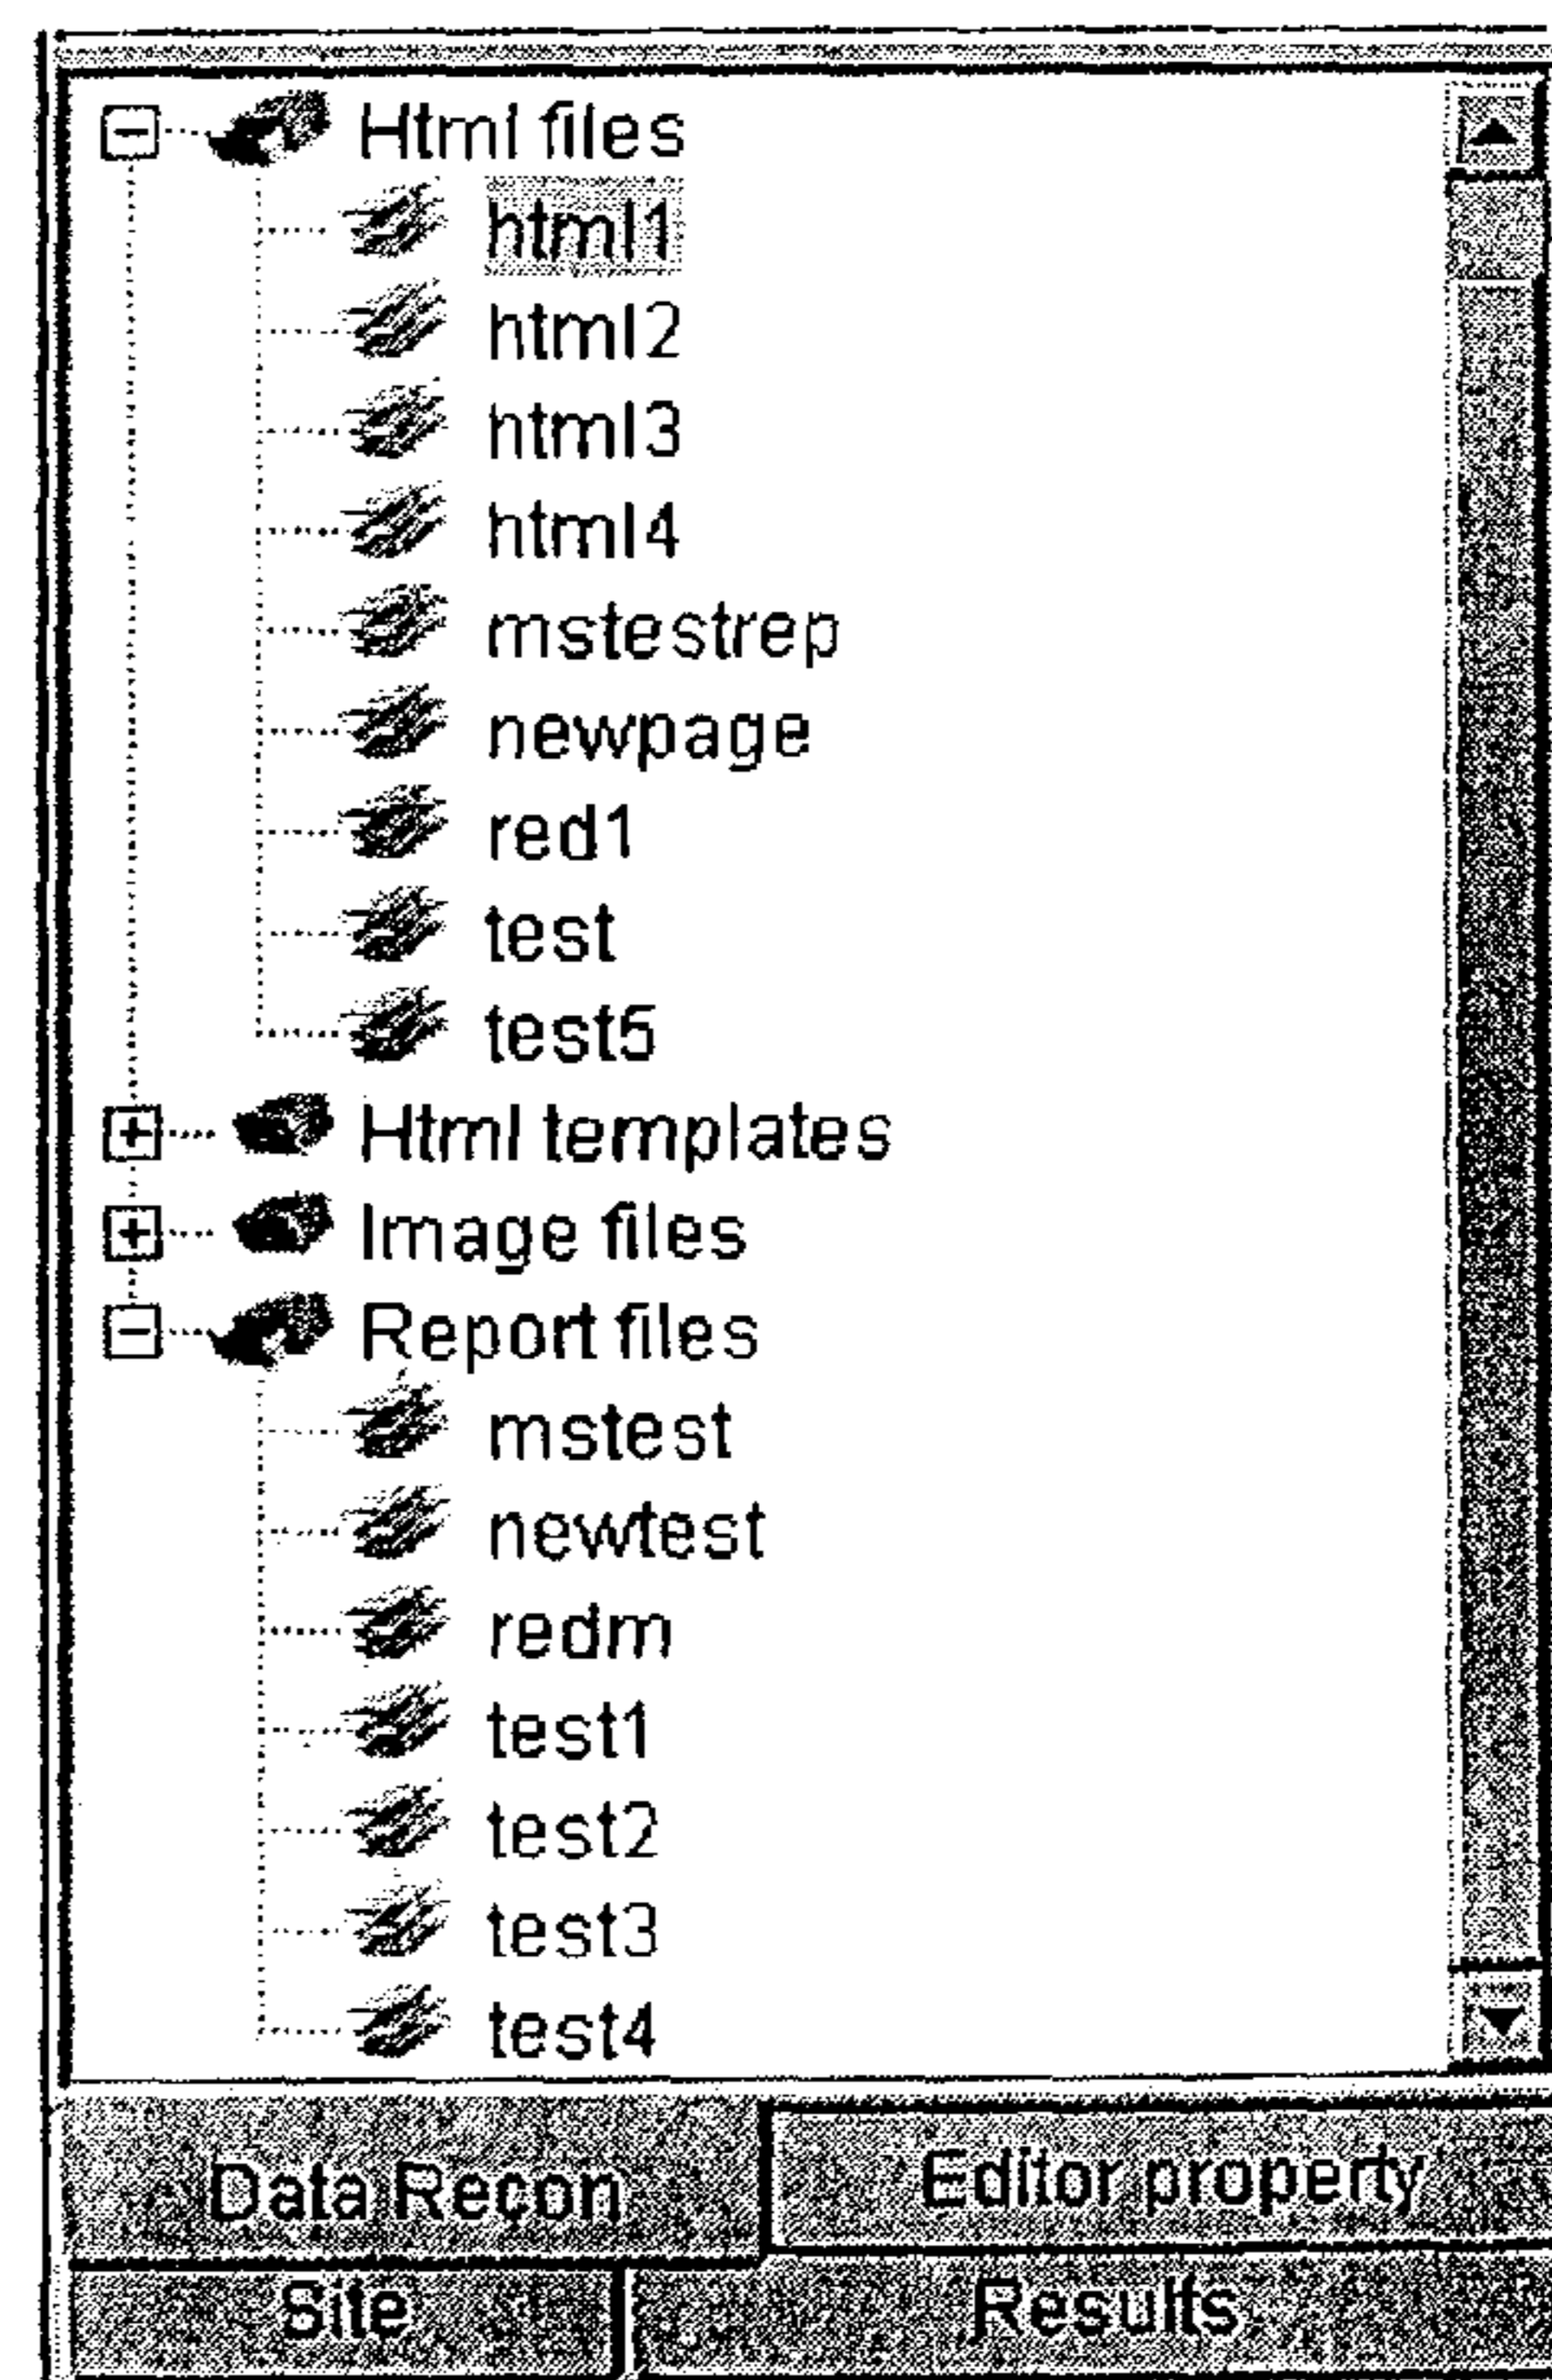 Html files
html1
html2
html3
html4
mstestrep
newpage
red1
test
test5
Html templates
Image files
Report files
mstest
newtest
redm
test1
test2
test3
test4
Data Recon Editor property
Site Results